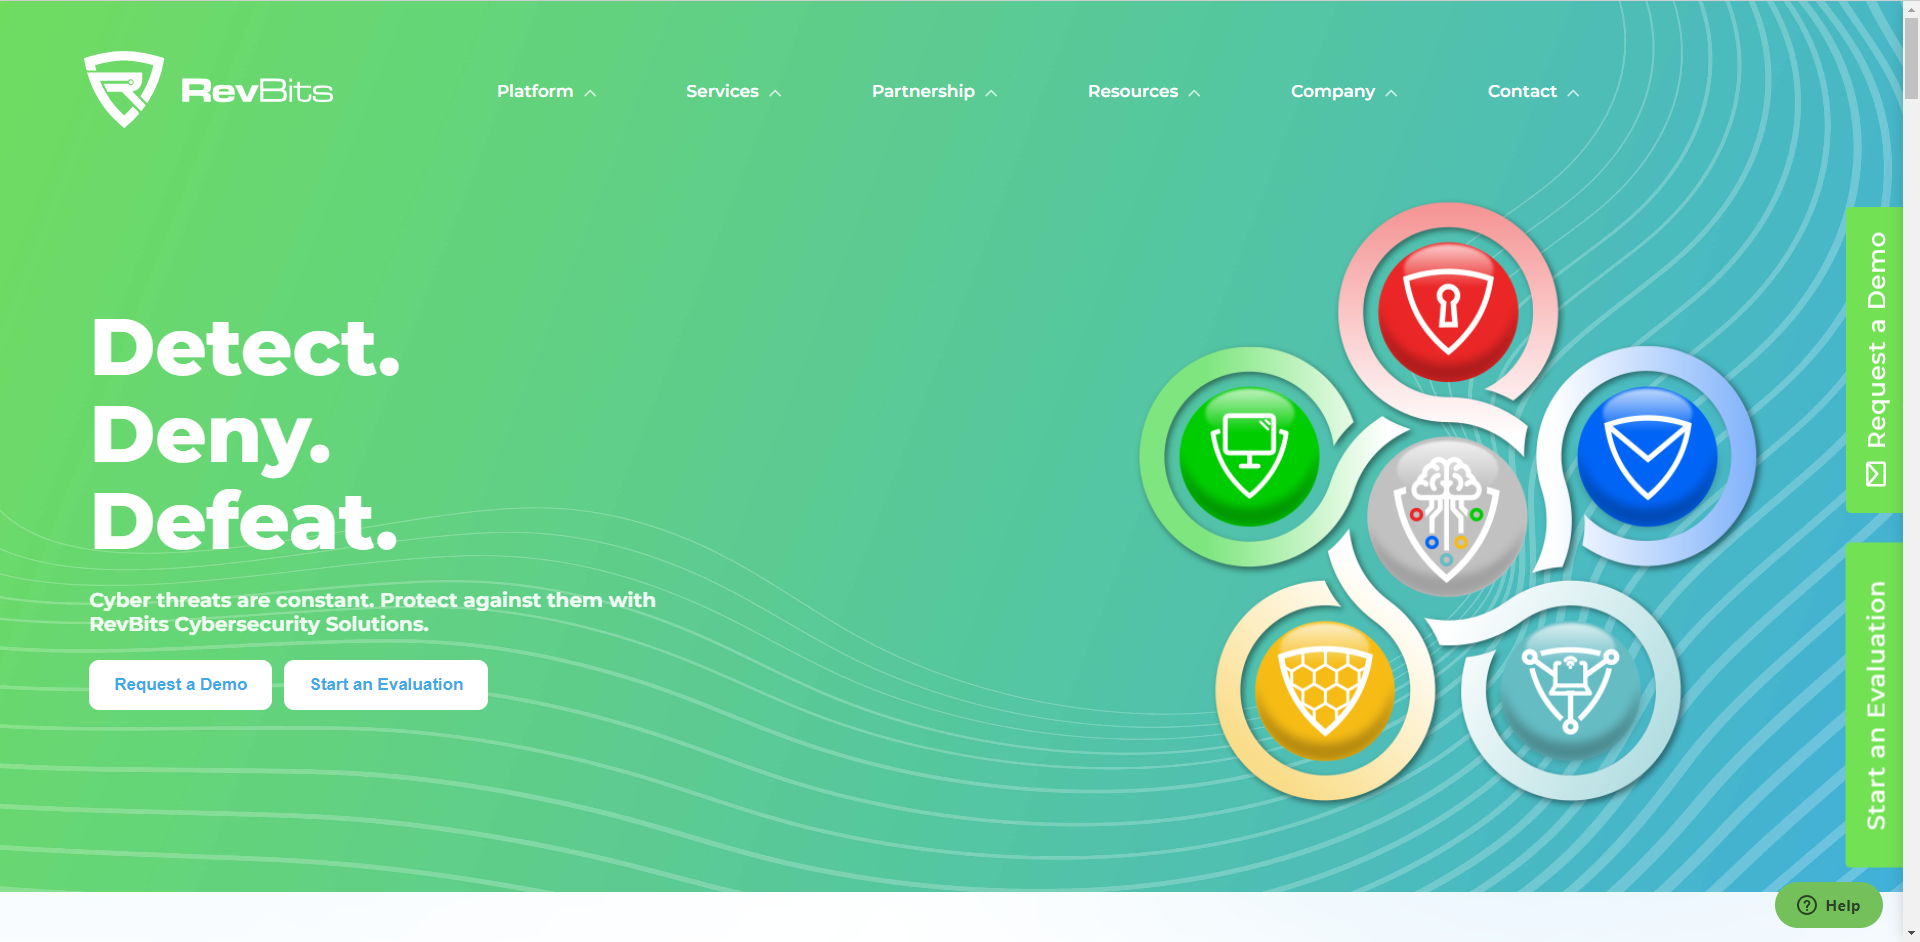 RevBits
Platform
Services
Partnership
Resources
Company
Contact
Detect.
Deny.
Defeat.
Cyber threats are constant. Protect against them with
RevBits Cybersecurity Solutions.
Request a Demo
Start an Evaluation
Request a Demo
Start an Evaluation
Help